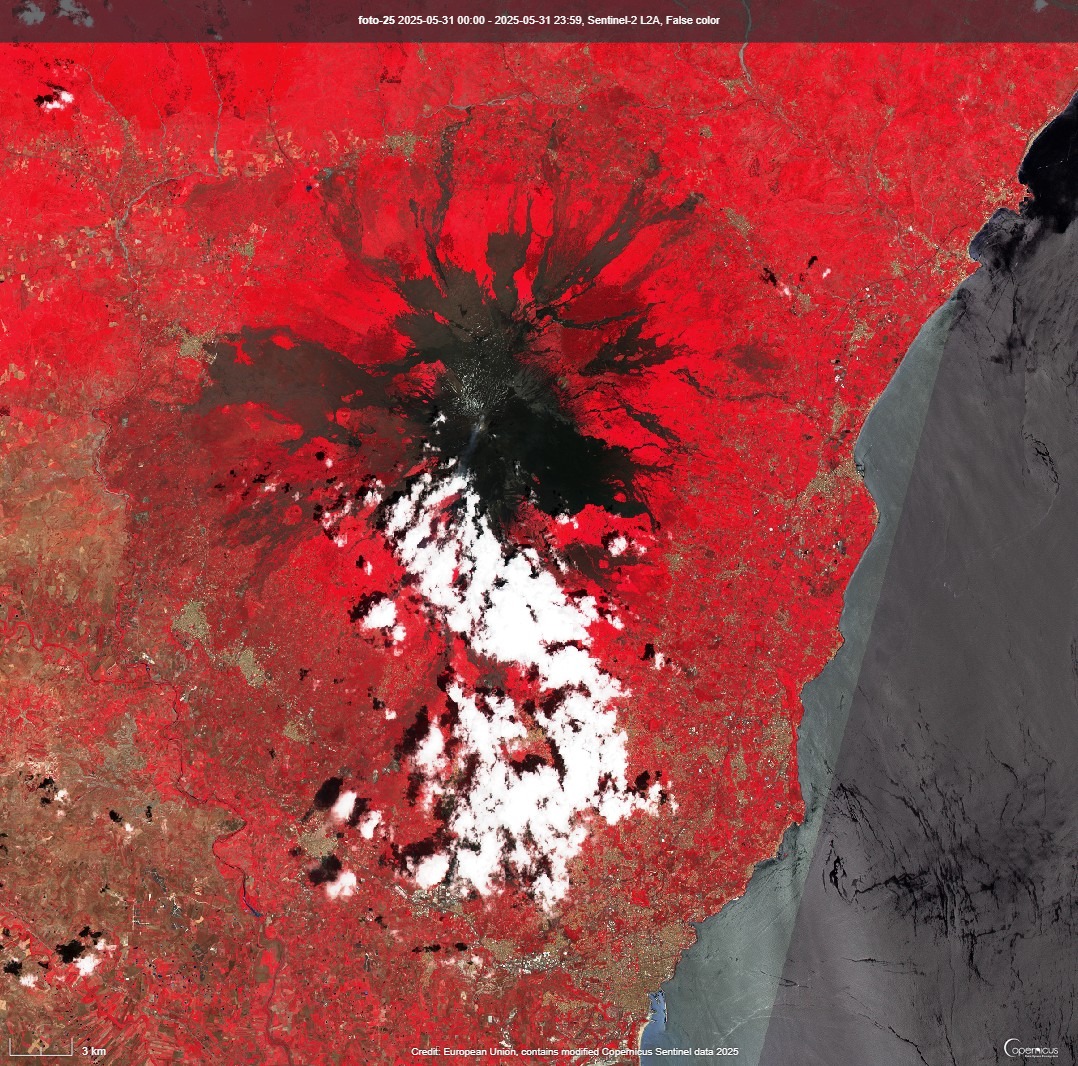 foto-25 2025-05-31 00:00 - 2025-05-31 23:59, Sentinel-2 L2A, False color
3 km
Credit: European Union, contains modified Copernicus Sentinel data 2025
opernicus